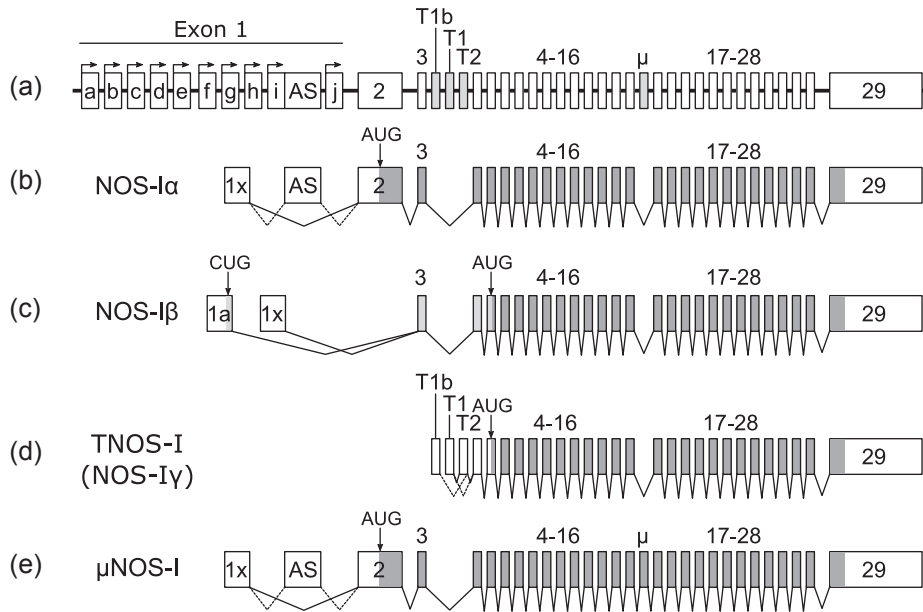 Exon 1
T1b
T1
T2
3 4-16 µ 17-28
(a) a b c d e f g h i AS j 2 29
AUG
3 4-16 17-28
(b) NOS-Iα 1x AS 2 29
CUG AUG
3 4-16 17-28
(c) NOS-Iβ 1a 1x 29
T1b
T1
T2 AUG
4-16 17-28
(d) TNOS-I
(NOS-Iγ) 29
AUG
3 4-16 µ 17-28
(e) µNOS-I 1x AS 2 29